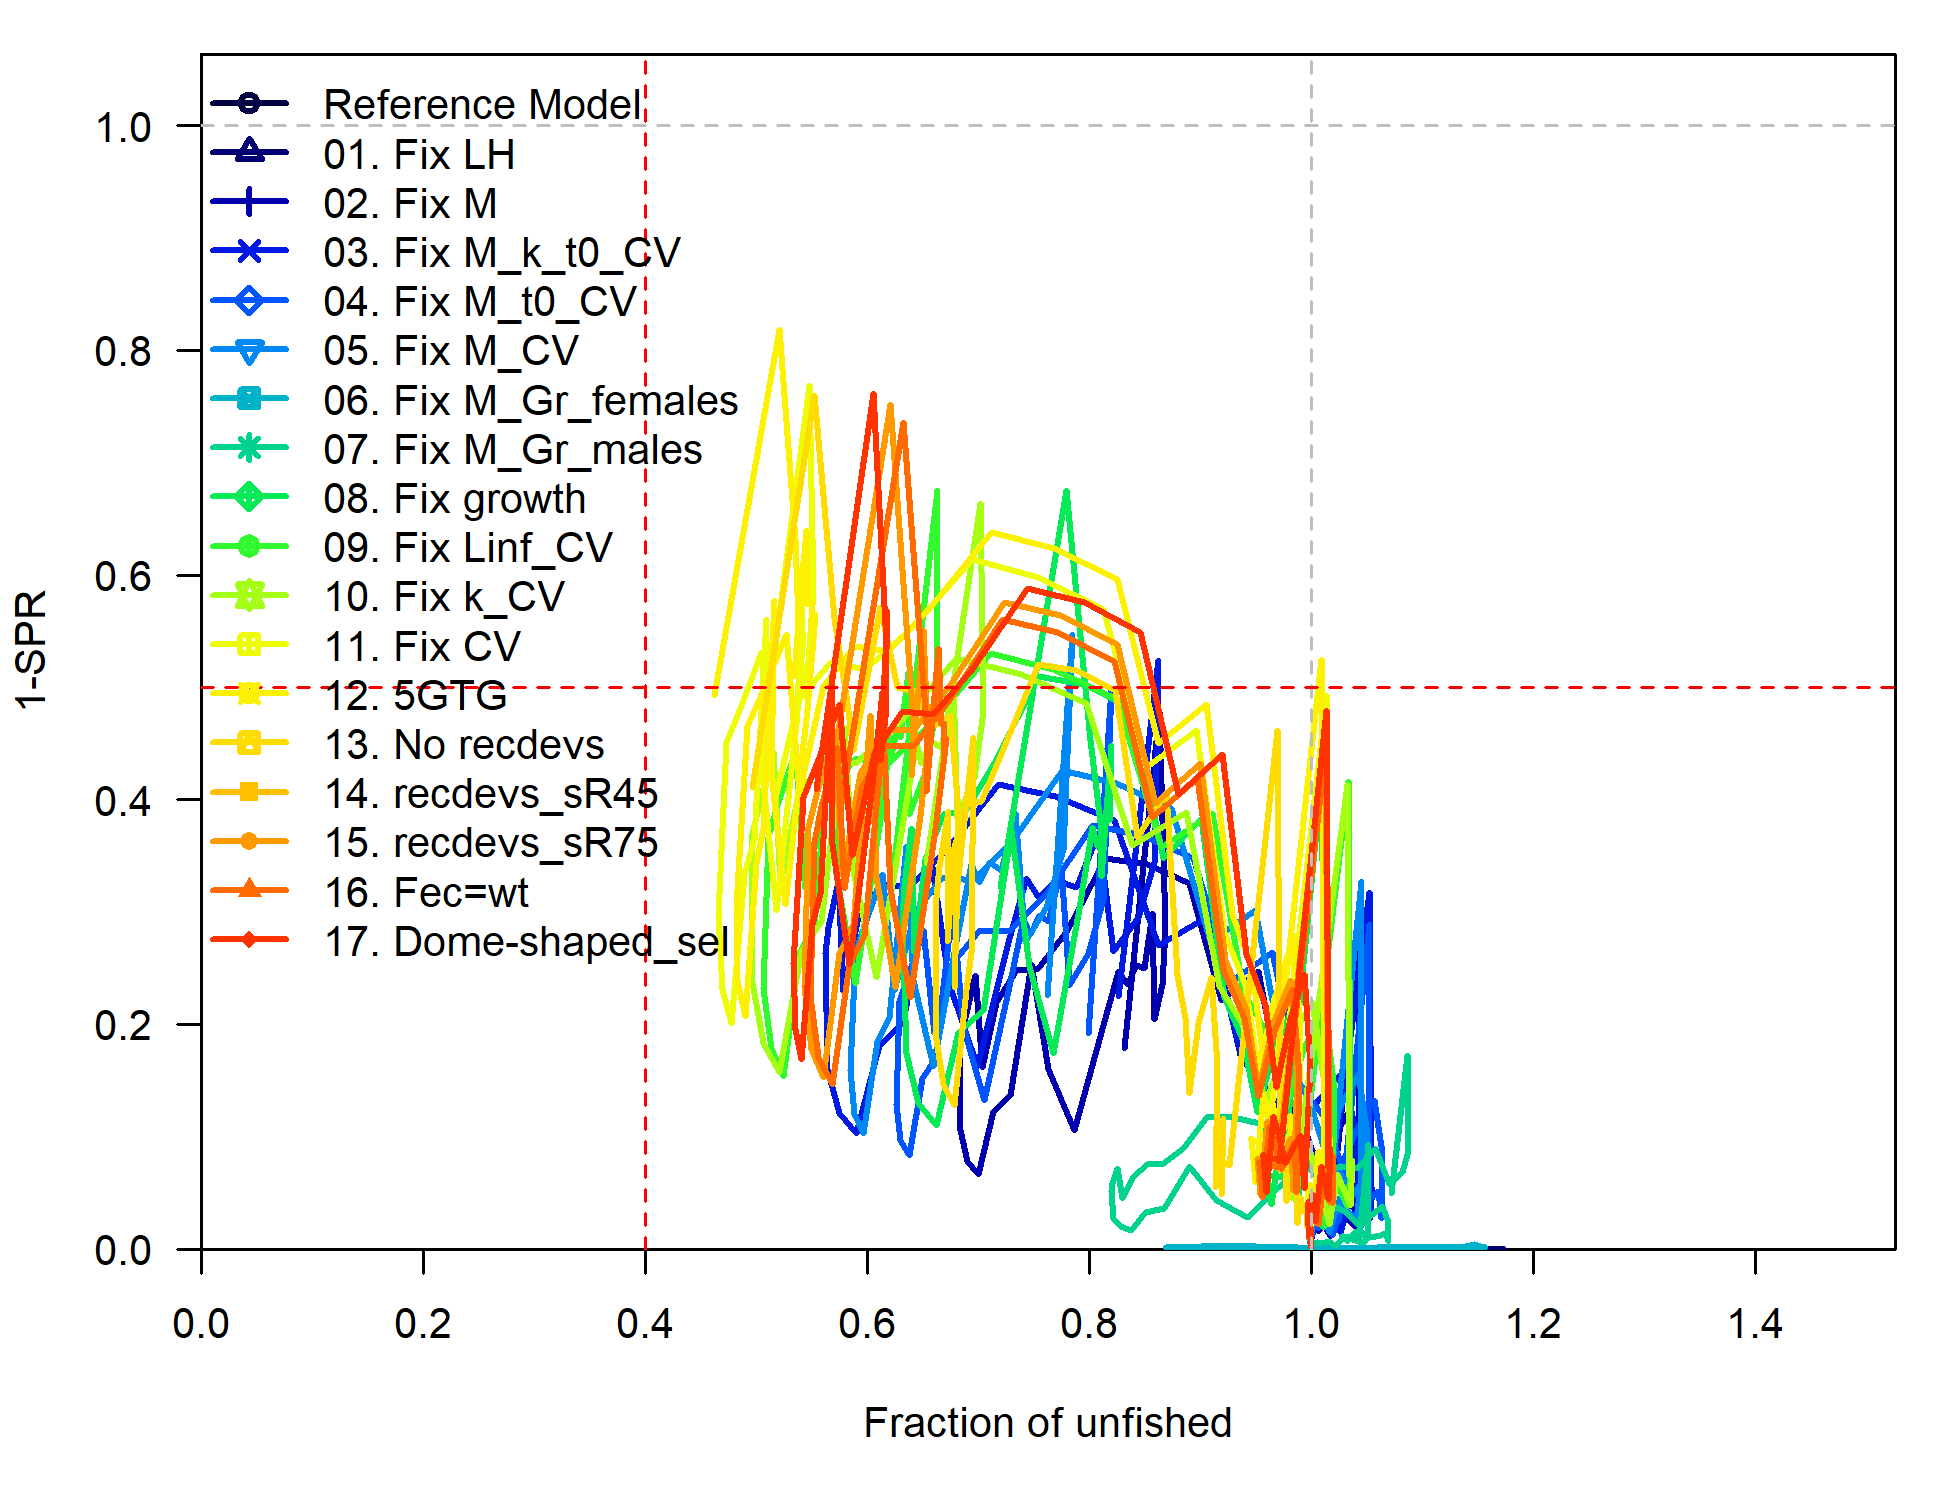 Reference Model
1.0
01. Fix LH
02. Fix M
03. Fix M_k_t0_CV
04. Fix M_t0_CV
0.8
05. Fix M_CV
06. Fix M_Gr_females
07. Fix M_Gr_males
08. Fix growth
09. Fix Linf_CV
0.6
10. Fix k_CV
11. Fix CV
1-SPR
12. 5GTG
13. No recdevs
0.4
14. recdevs_sR45
15. recdevs_sR75
16. Fec=wt
17. Dome-shaped_sel
0.2
0.0
0.0 0.2 0.4 0.6 0.8 1.0 1.2 1.4
Fraction of unfished